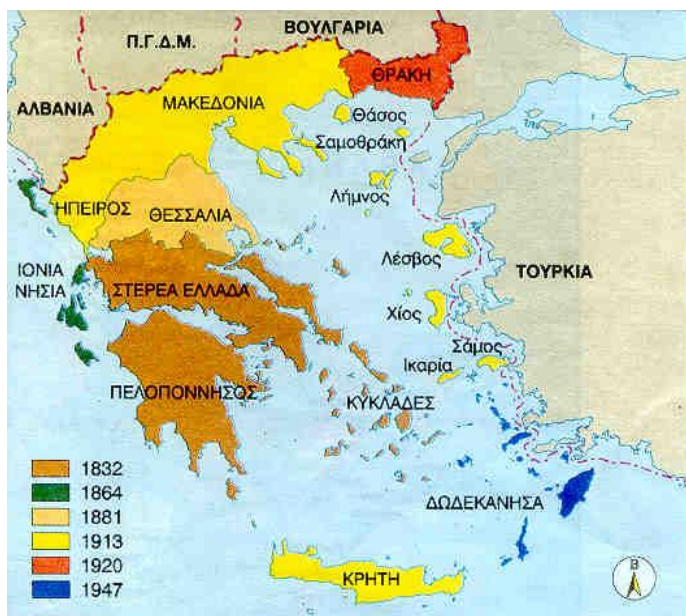 ΒΟΥΛΓΑΡΙΑ
Π.Γ.Δ.Μ.
ΘΡΑΚΗ
ΑΛΒΑΝΙΑ
ΜΑΚΕΔΟΝΙΑ
Θάσος
Σαμοθράκη
Λήμνος
ΗΠΕΙΡΟΣ
ΘΕΣΣΑΛΙΑ
Λέσβος
ΤΟΥΡΚΙΑ
ΙΟΝΙΑ
ΝΗΣΙΑ
ΣΤΕΡΕΑ ΕΛΛΑΔΑ
Χίος
Σάμος
Ικαρία
ΠΕΛΟΠΟΝΝΗΣΟΣ
ΚΥΚΛΑΔΕΣ
1832
1864
1881
1913
1920
1947
ΔΩΔΕΚΑΝΗΣΑ
ΚΡΗΤΗ
Β